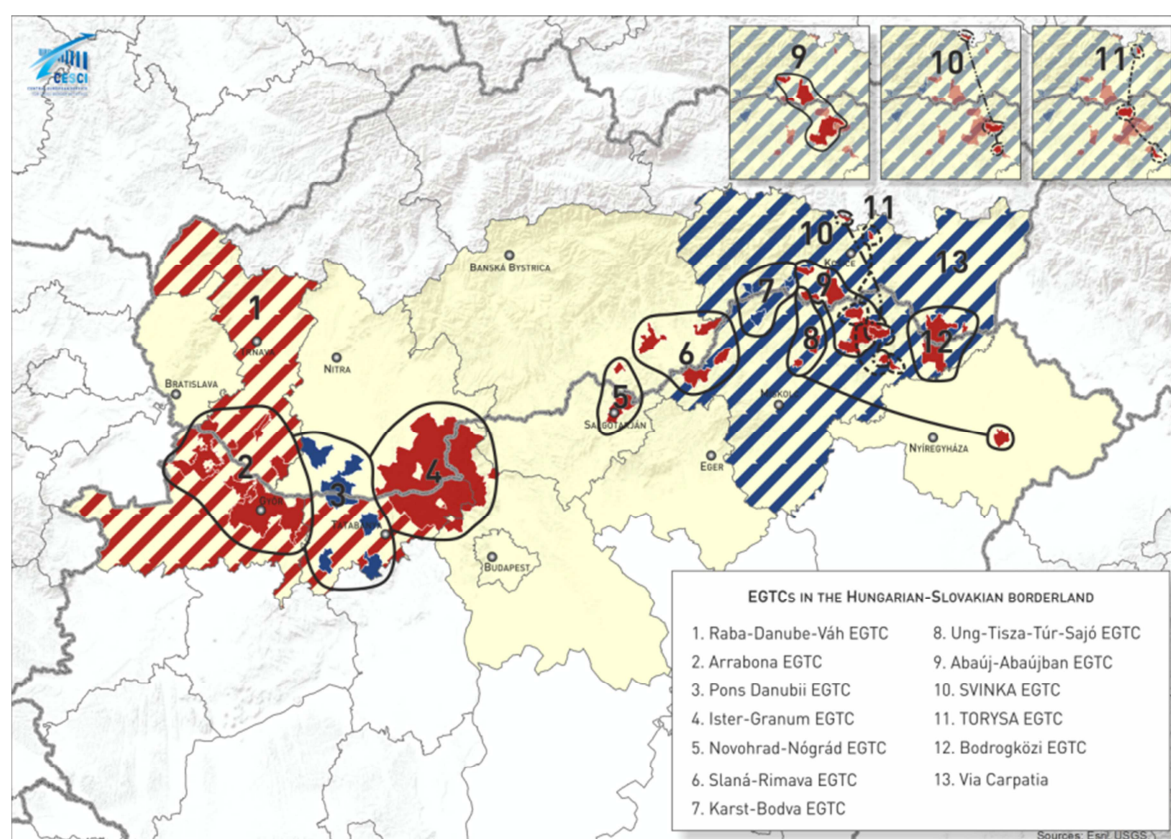 CESCI
9
10
11
11
10
13
1
TRNAVA
BANSKÁ BYSTRICA
NITRA
BRATISLAVA
7
9
8
12
6
5
SALGÓTARJÁN
MISKOLC
NYÍREGYHÁZA
EGER
2
GYŐR
3
4
TATABÁNYA
BUDAPEST
EGTCS IN THE HUNGARIAN-SLOVAKIAN BORDERLAND
1. Raba-Danube-Váh EGTC
2. Arrabona EGTC
3. Pons Danubii EGTC
4. Ister-Granum EGTC
5. Novohrad-Nógrád EGTC
6. Slaná-Rimava EGTC
7. Karst-Bodva EGTC
8. Ung-Tisza-Túr-Sajó EGTC
9. Abaúj-Abaújban EGTC
10. SVINKA EGTC
11. TORYSA EGTC
12. Bodrogközi EGTC
13. Via Carpatia
Sources: Esri, USGS